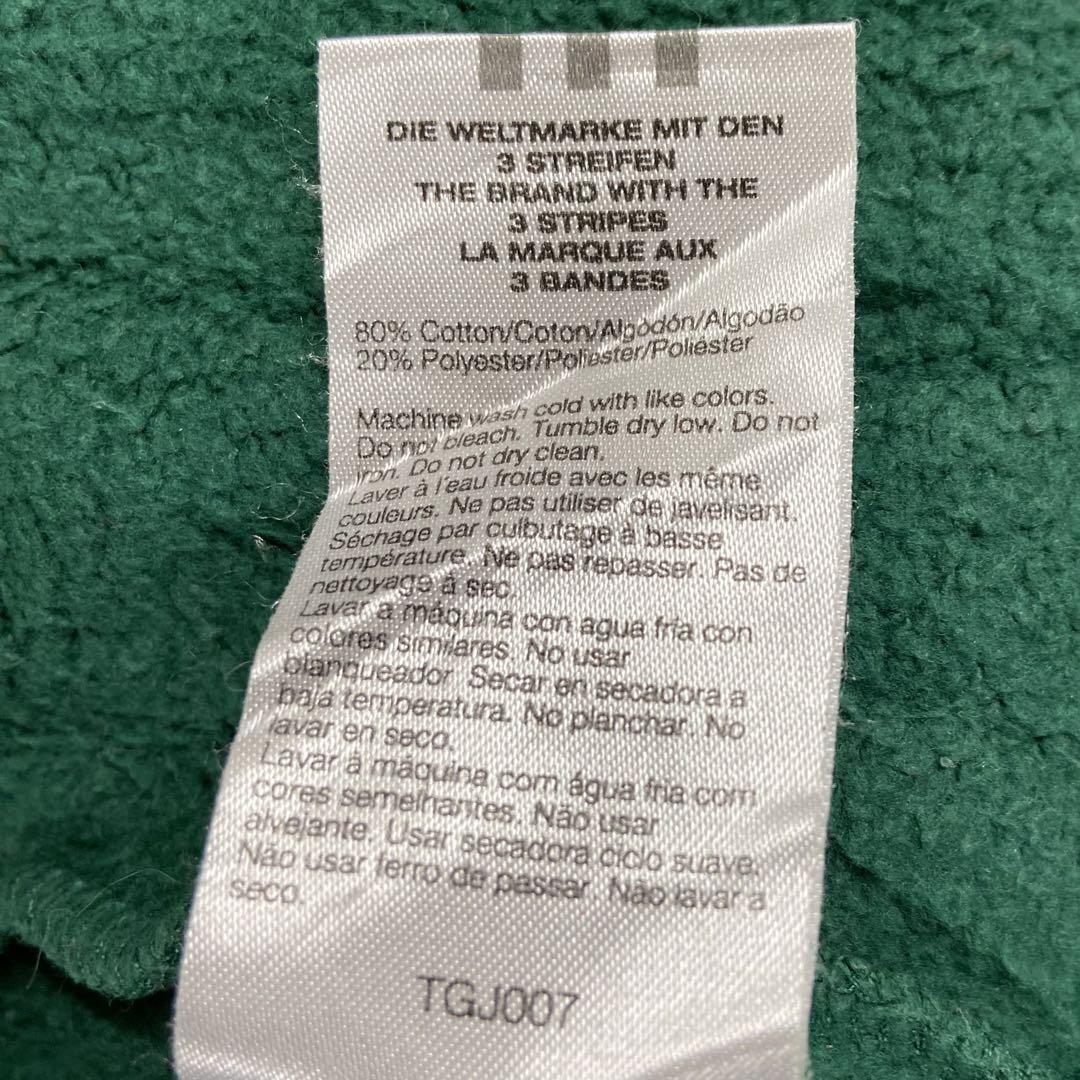 DIE WELTMARKE MIT DEN
3 STREIFEN
THE BRAND WITH THE
3 STRIPES
LA MARQUE AUX
3 BANDES
80% Cotton/Coton/Algodón/Algodão
20% Polyester/Poliester/Poliéster
Machine wash cold with like colors.
Do not bleach. Tumble dry low. Do not
iron. Do not dry clean.
Laver à l'eau froide avec les même
couleurs. Ne pas utiliser de javelisant.
Séchage par culbutage à basse
température. Ne pas repasser. Pas de
nettoyage à sec.
Lavar a máquina con agua fria con
colores similares. No usar
blanqueador. Secar en secadora a
baja temperatura. No planchar. No
lavar en seco.
Lavar à máquina com água fria com
cores semelhantes. Não usar
alvejante. Usar secadora ciclo suave.
Não usar ferro de passar. Não lavar a
seco.
TGJ007